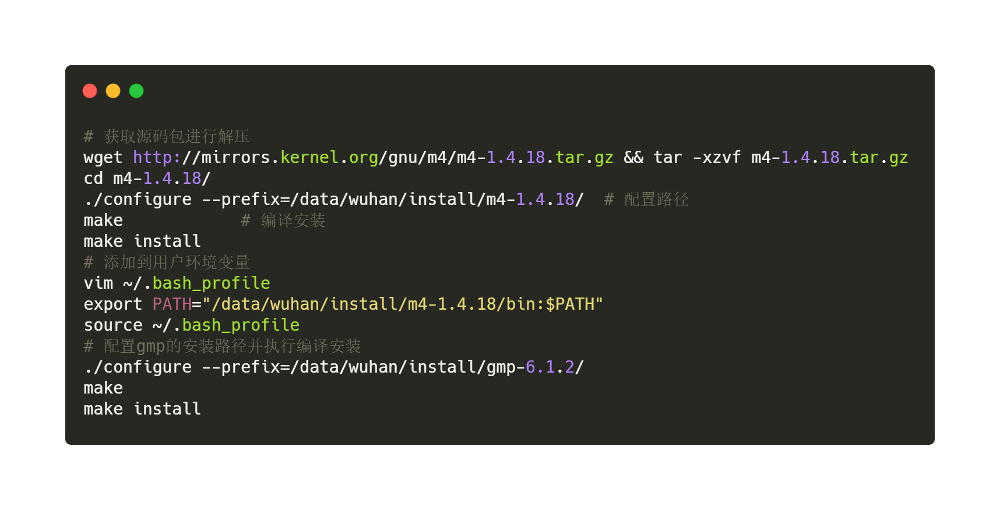 # 获取源码包进行解压
wget http://mirrors.kernel.org/gnu/m4/m4-1.4.18.tar.gz && tar -xzvf m4-1.4.18.tar.gz
cd m4-1.4.18/
./configure --prefix=/data/wuhan/install/m4-1.4.18/  # 配置路径
make            # 编译安装
make install
# 添加到用户环境变量
vim ~/.bash_profile
export PATH="/data/wuhan/install/m4-1.4.18/bin:$PATH"
source ~/.bash_profile
# 配置gmp的安装路径并执行编译安装
./configure --prefix=/data/wuhan/install/gmp-6.1.2/
make
make install